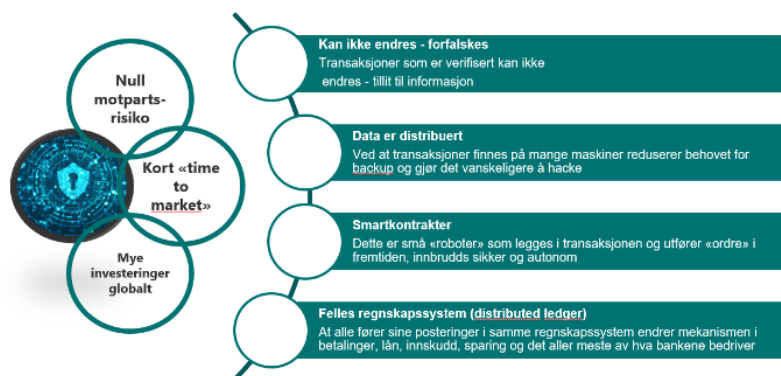 Null
motparts-
risiko
Kort «time
to
market»
Mye
investeringer
globalt
Kan ikke endres - forfalskes
Transaksjoner som er verifisert kan ikke
endres - tillit til informasjon
Data er distribuert
Ved at transaksjoner finnes på mange maskiner reduserer behovet for
backup og gjør det vanskeligere å hacke
Smartkontrakter
Dette er små «roboter» som legges i transaksjonen og utfører «ordre» i
fremtiden, innbrudds sikker og autonom
Felles regnskapssystem (distributed ledger)
At alle fører sine posteringer i samme regnskapssystem endrer mekanismen i
betalinger, lån, innskudd, sparing og det aller meste av hva bankene bedriver